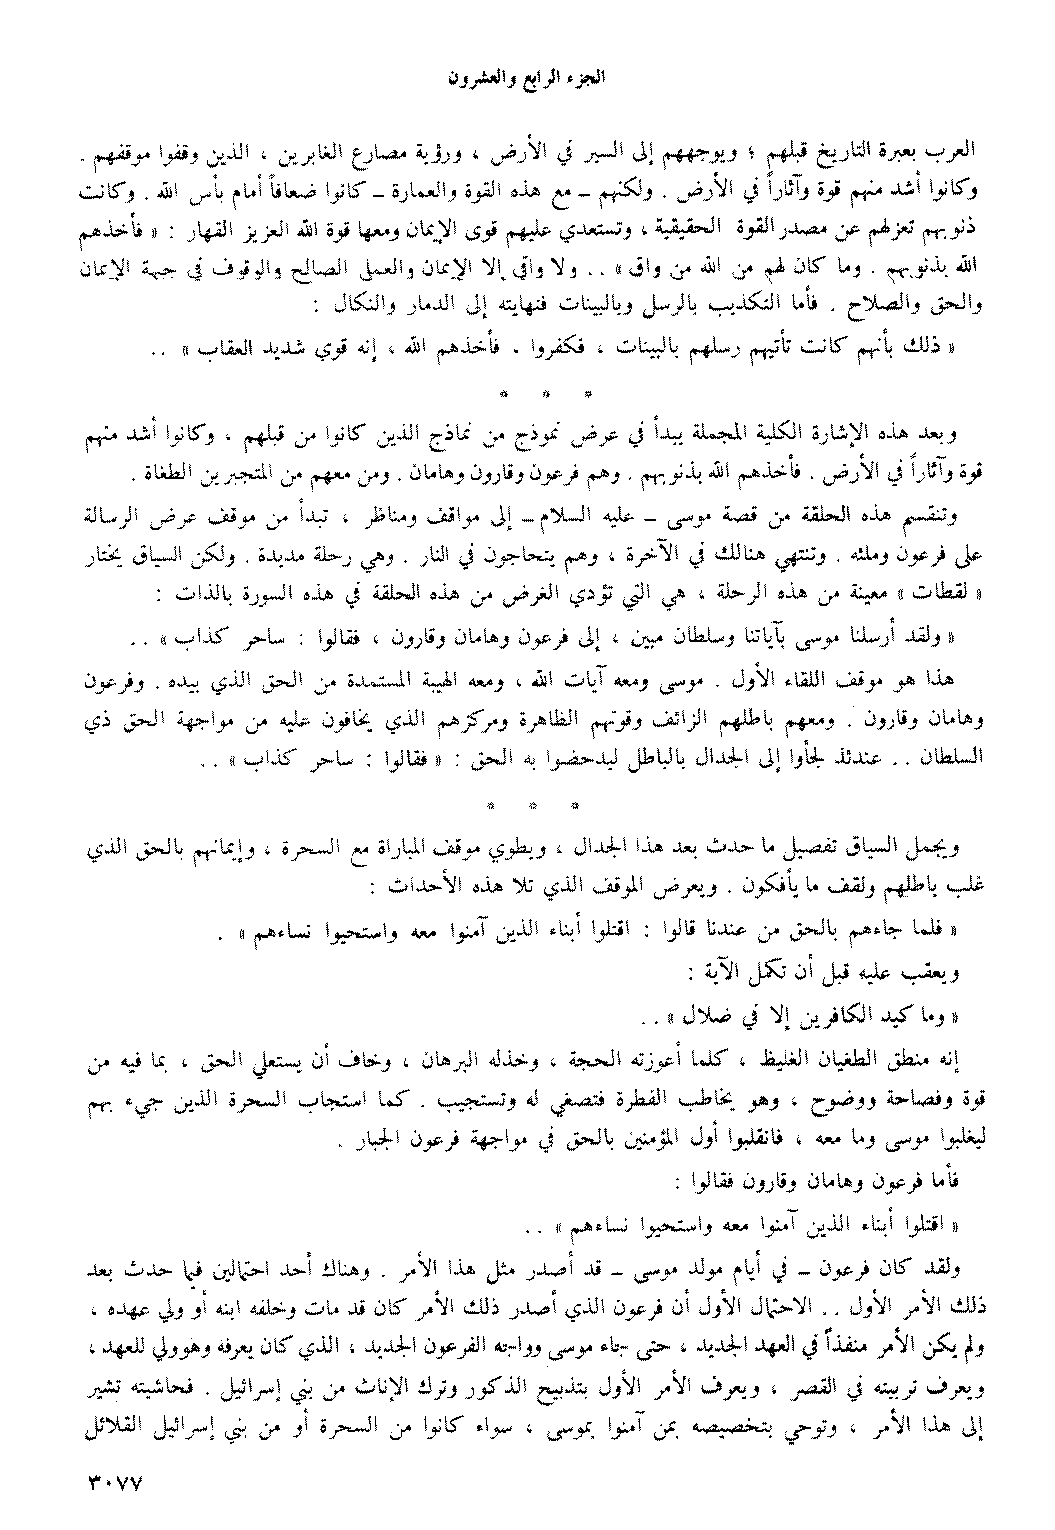 الجزء الرابع والعشرون
العرب بعبرة التاريخ قبلهم ؛ ويوجههم إلى السير في الأرض ، ورؤية مصارع الغابرين ، الذين وقفوا موقفهم .
وكانوا أشد منهم قوة وآثاراً في الأرض . ولكنهم – مع هذه القوة والعمارة – كانوا ضعافاً أمام بأس الله . وكانت
ذنوبهم تعزلهم عن مصدر القوة الحقيقية ، وتستعدي عليهم قوى الإيمان ومعها قوة الله العزيز القهار : « فأخذهم
الله بذنوبهم . وما كان لهم من الله من واق » .. ولا واقي إلا الإيمان والعمل الصالح والوقوف في جبهة الإيمان
والحق والصلاح . فأما التكذيب بالرسل وبالبينات فنهايته إلى الدمار والنكال :
« ذلك بأنهم كانت تأتيهم رسلهم بالبينات ، فكفروا . فأخذهم الله ، إنه قوي شديد العقاب » ..
* * *
وبعد هذه الإشارة الكلية المجملة يبدأ في عرض نموذج من نماذج الذين كانوا من قبلهم ، وكانوا أشد منهم
قوة وآثاراً في الأرض . فأخذهم الله بذنوبهم . وهم فرعون وقارون وهامان . ومن معهم من المتجبرين الطغاة .
وتنقسم هذه الحلقة من قصة موسى – عليه السلام – إلى مواقف ومناظر ، تبدأ من موقف عرض الرسالة
على فرعون وملئه . وتنتهي هنالك في الآخرة ، وهم يتحاجون في النار . وهي رحلة مديدة . ولكن السياق يختار
« لقطات » معينة من هذه الرحلة ، هي التي تؤدي الغرض من هذه الحلقة في هذه السورة بالذات :
« ولقد أرسلنا موسى بآياتنا وسلطان مبين ، إلى فرعون وهامان وقارون ، فقالوا : ساحر كذاب » ..
هذا هو موقف اللقاء الأول . موسى ومعه آيات الله ، ومعه الهيبة المستمدة من الحق الذي بيده . وفرعون
وهامان وقارون . ومعهم باطلهم الزائف وقوتهم الظاهرة ومركزهم الذي يخافون عليه من مواجهة الحق ذي
السلطان .. عندئذ لجأوا إلى الجدال بالباطل ليدحضوا به الحق : « فقالوا : ساحر كذاب » ..
* * *
ويجمل السياق تفصيل ما حدث بعد هذا الجدال ، ويطوي موقف المباراة مع السحرة ، وإيمانهم بالحق الذي
غلب باطلهم ولقف ما يأفكون . ويعرض الموقف الذي تلا هذه الأحداث :
« فلما جاءهم بالحق من عندنا قالوا : اقتلوا أبناء الذين آمنوا معه واستحيوا نساءهم » .
ويعقب عليه قبل أن تكمل الآية :
« وما كيد الكافرين إلا في ضلال » ..
إنه منطق الطغيان الغليظ ، كلما أعوزته الحجة ، وخذله البرهان ، وخاف أن يستعلي الحق ، بما فيه من
قوة وفصاحة ووضوح ، وهو يخاطب الفطرة فتصغي له وتستجيب . كما استجاب السحرة الذين جيء بهم
ليغلبوا موسى وما معه ، فانقلبوا أول المؤمنين بالحق في مواجهة فرعون الجبار .
فأما فرعون وهامان وقارون فقالوا :
« اقتلوا أبناء الذين آمنوا معه واستحيوا نساءهم » ..
ولقد كان فرعون – في أيام مولد موسى – قد أصدر مثل هذا الأمر . وهناك أحد احتمالين فيما حدث بعد
ذلك الأمر الأول .. الاحتمال الأول أن فرعون الذي أصدر ذلك الأمر كان قد مات وخلفه ابنه أو ولي عهده ،
ولم يكن الأمر منفذاً في العهد الجديد ، حتى جاء موسى وواجه الفرعون الجديد ، الذي كان يعرفه وهو ولي للعهد ،
ويعرف تربيته في القصر ، ويعرف الأمر الأول بتذبيح الذكور وترك الإناث من بني إسرائيل . فحاشيته تشير
إلى هذا الأمر ، وتوحي بتخصيصه بمن آمنوا بموسى ، سواء كانوا من السحرة أو من بني إسرائيل القلائل
٣٠٧٧